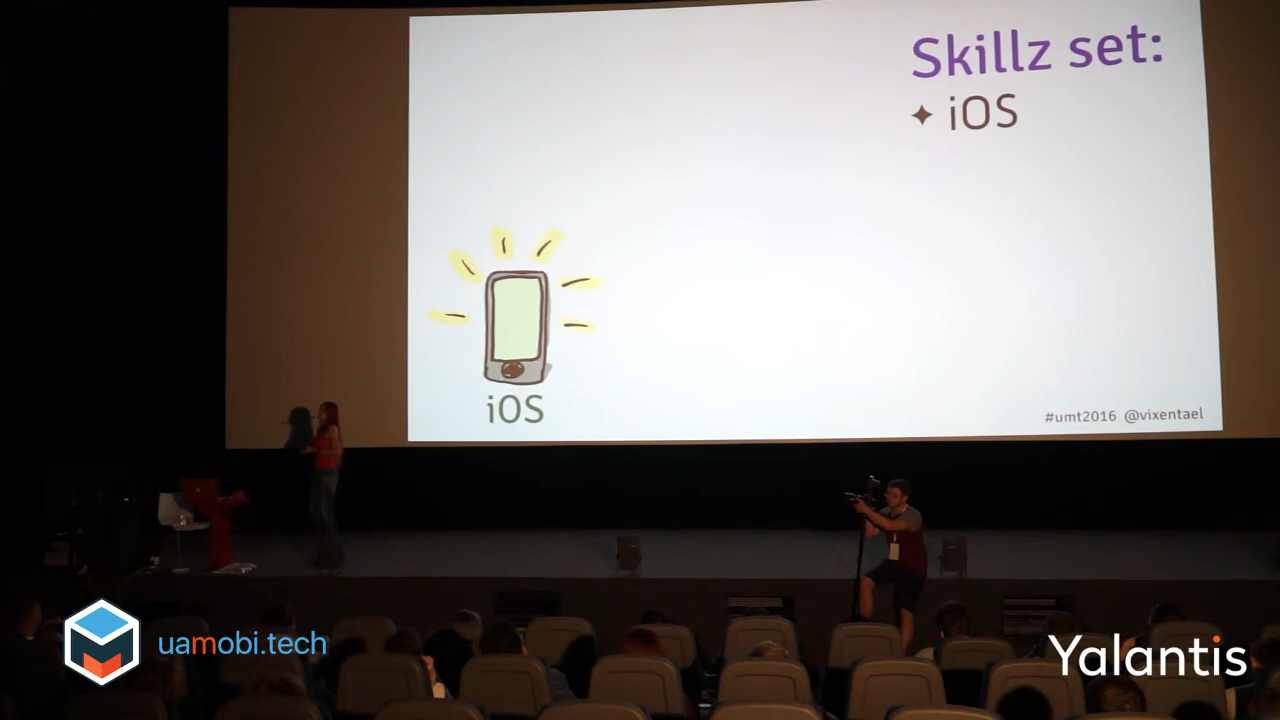 Skillz set:
✦ iOS
iOS
#umt2016 @vixentael
uamobi.tech
Yalantis